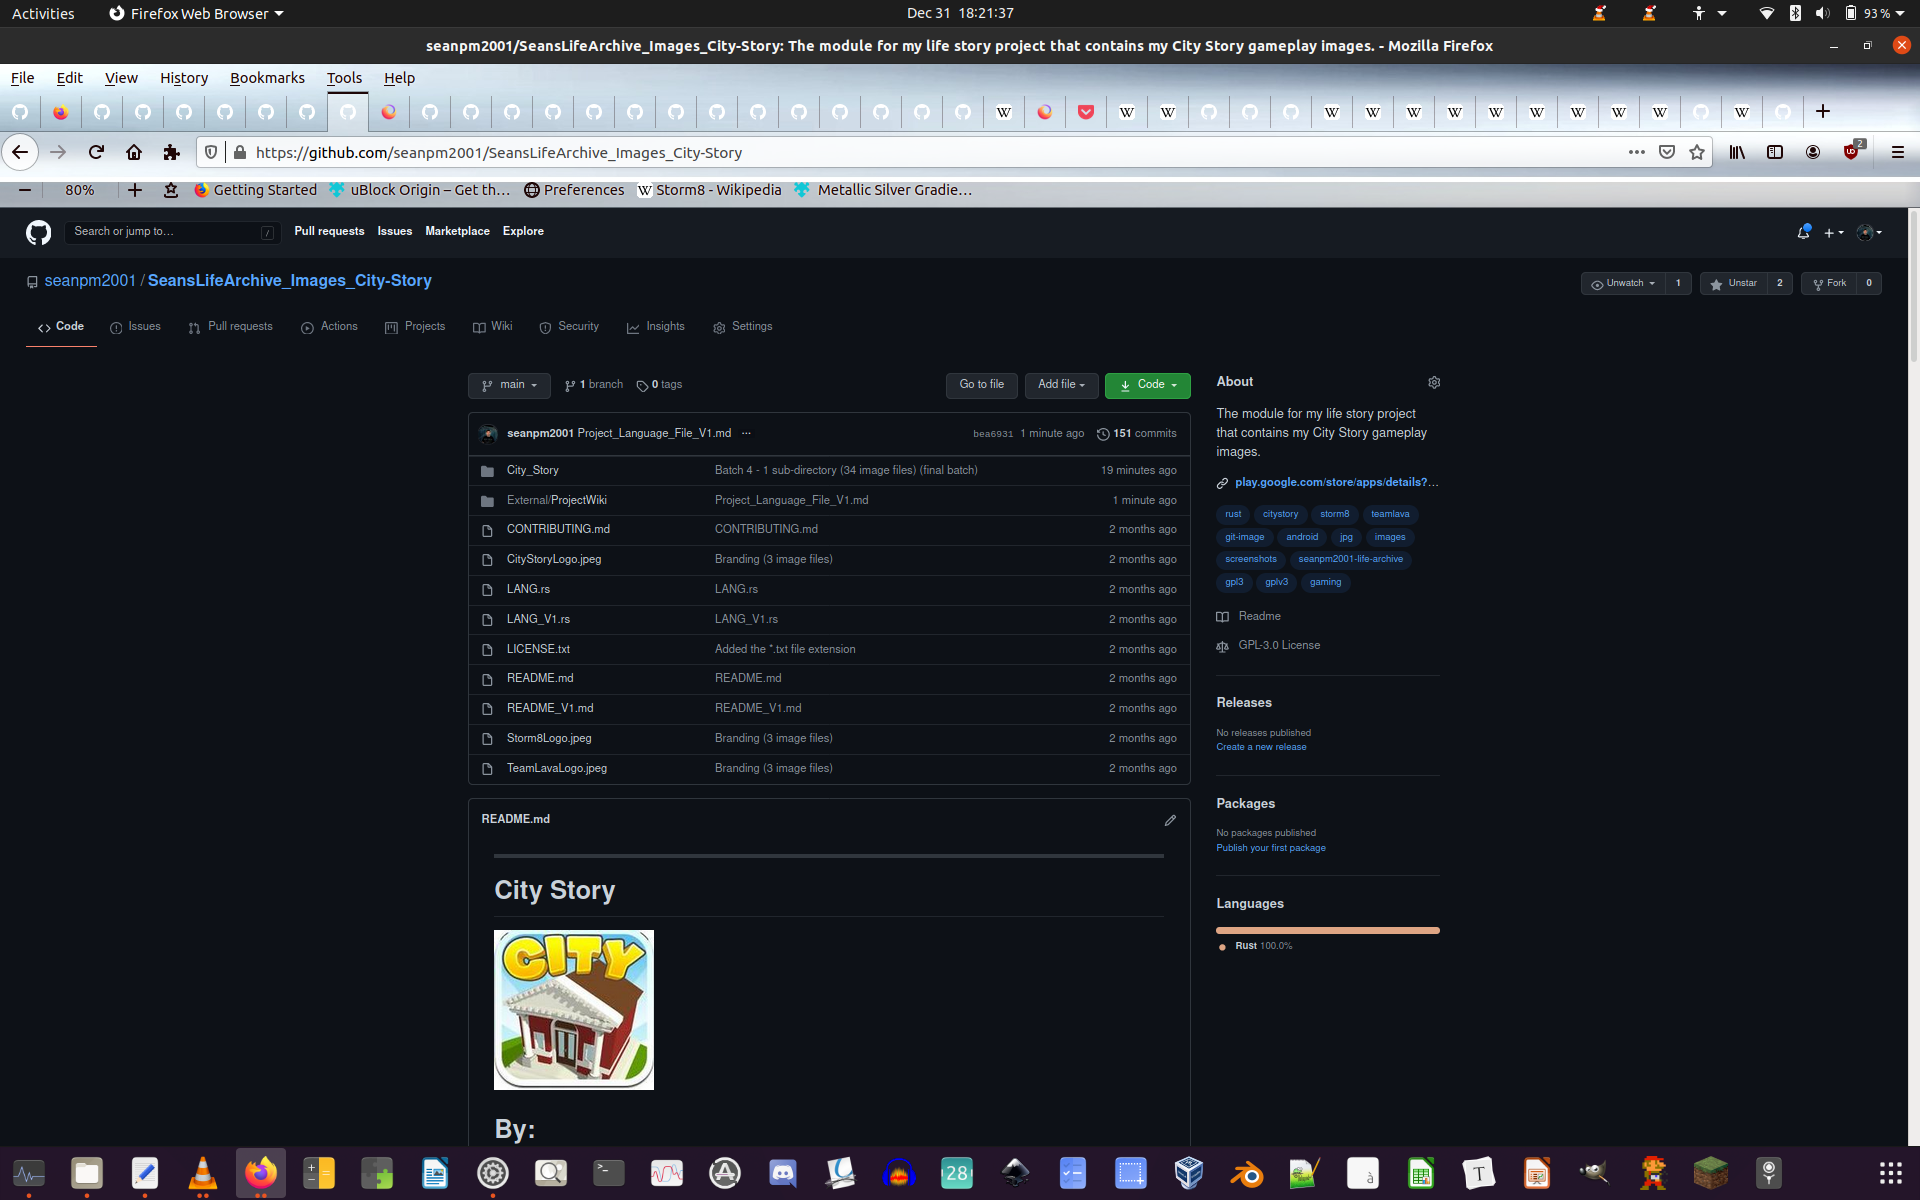 Activities Firefox Web Browser Dec 31 18:21:37 93 %
seanpm2001/SeansLifeArchive_Images_City-Story: The module for my life story project that contains my City Story gameplay images. - Mozilla Firefox
File Edit View History Bookmarks Tools Help
https://github.com/seanpm2001/SeansLifeArchive_Images_City-Story 2
80% Getting Started uBlock Origin – Get th… Preferences Storm8 - Wikipedia Metallic Silver Gradie…
Search or jump to… / Pull requests Issues Marketplace Explore
seanpm2001 / SeansLifeArchive_Images_City-Story Unwatch 1 Unstar 2 Fork 0
Code Issues Pull requests Actions Projects Wiki Security Insights Settings
main 1 branch 0 tags Go to file Add file Code
seanpm2001 Project_Language_File_V1.md ... bea6931 1 minute ago 151 commits
City_Story Batch 4 - 1 sub-directory (34 image files) (final batch) 19 minutes ago
External/ProjectWiki Project_Language_File_V1.md 1 minute ago
CONTRIBUTING.md CONTRIBUTING.md 2 months ago
CityStoryLogo.jpeg Branding (3 image files) 2 months ago
LANG.rs LANG.rs 2 months ago
LANG_V1.rs LANG_V1.rs 2 months ago
LICENSE.txt Added the *.txt file extension 2 months ago
README.md README.md 2 months ago
README_V1.md README_V1.md 2 months ago
Storm8Logo.jpeg Branding (3 image files) 2 months ago
TeamLavaLogo.jpeg Branding (3 image files) 2 months ago
README.md
City Story
CITY
By:
About
The module for my life story project
that contains my City Story gameplay
images.
play.google.com/store/apps/details?…
rust citystory storm8 teamlava
git-image android jpg images
screenshots seanpm2001-life-archive
gpl3 gplv3 gaming
Readme
GPL-3.0 License
Releases
No releases published
Create a new release
Packages
No packages published
Publish your first package
Languages
Rust 100.0%
28